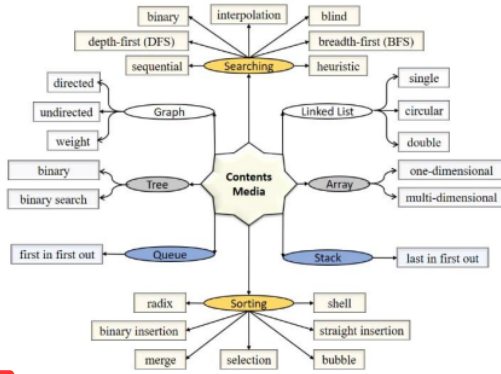 binary
interpolation
blind
depth-first (DFS)
breadth-first (BFS)
sequential
Searching
heuristic
directed
undirected
weight
Graph
Linked List
single
circular
double
binary
binary search
Tree
Contents
Media
Array
one-dimensional
multi-dimensional
first in first out
Queue
Stack
last in first out
radix
Sorting
shell
binary insertion
straight insertion
merge
selection
bubble